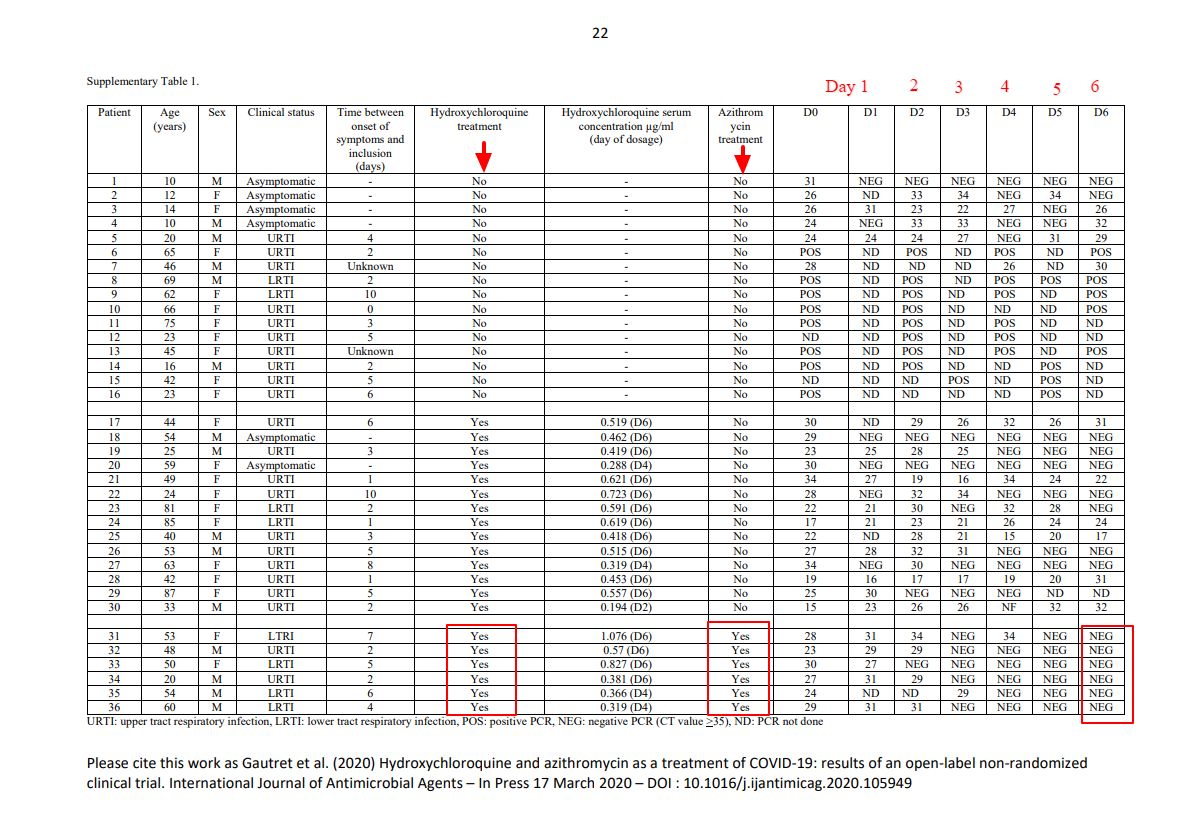 22
Supplementary Table 1.
Day 1 2 3 4 5 6
Patient Age (years) Sex Clinical status Time between onset of symptoms and inclusion (days) Hydroxychloroquine treatment Hydroxychloroquine serum concentration µg/ml (day of dosage) Azithrom ycin treatment D0 D1 D2 D3 D4 D5 D6
1 10 M Asymptomatic - No - No 31 NEG NEG NEG NEG NEG NEG
2 12 F Asymptomatic - No - No 26 ND 33 34 NEG 34 NEG
3 14 F Asymptomatic - No - No 26 31 23 22 27 NEG 26
4 10 M Asymptomatic - No - No 24 NEG 33 33 NEG NEG 32
5 20 M URTI 4 No - No 24 24 24 27 NEG 31 29
6 65 F URTI 2 No - No POS ND POS ND POS ND POS
7 46 M URTI Unknown No - No 28 ND ND ND 26 ND 30
8 69 M LRTI 2 No - No POS ND POS ND POS POS POS
9 62 F LRTI 10 No - No POS ND POS ND POS ND POS
10 66 F URTI 0 No - No POS ND POS ND ND ND POS
11 75 F URTI 3 No - No POS ND POS ND POS ND ND
12 23 F URTI 5 No - No ND ND POS ND POS ND ND
13 45 F URTI Unknown No - No POS ND POS ND POS ND POS
14 16 M URTI 2 No - No POS ND POS ND ND POS ND
15 42 F URTI 5 No - No ND ND ND POS ND POS ND
16 23 F URTI 6 No - No POS ND ND ND ND POS ND
17 44 F URTI 6 Yes 0.519 (D6) No 30 ND 29 26 32 26 31
18 54 M Asymptomatic - Yes 0.462 (D6) No 29 NEG NEG NEG NEG NEG NEG
19 25 M URTI 3 Yes 0.419 (D6) No 23 25 28 25 NEG NEG NEG
20 59 F Asymptomatic - Yes 0.288 (D4) No 30 NEG NEG NEG NEG NEG NEG
21 49 F URTI 1 Yes 0.621 (D6) No 34 27 19 16 34 24 22
22 24 F URTI 10 Yes 0.723 (D6) No 28 NEG 32 34 NEG NEG NEG
23 81 F LRTI 2 Yes 0.591 (D6) No 22 21 30 NEG 32 28 NEG
24 85 F LRTI 1 Yes 0.619 (D6) No 17 21 23 21 26 24 24
25 40 M URTI 3 Yes 0.418 (D6) No 22 ND 28 21 15 20 17
26 53 M URTI 5 Yes 0.515 (D6) No 27 28 32 31 NEG NEG NEG
27 63 F URTI 8 Yes 0.319 (D4) No 34 NEG 30 NEG NEG NEG NEG
28 42 F URTI 1 Yes 0.453 (D6) No 19 16 17 17 19 20 31
29 87 F URTI 5 Yes 0.557 (D6) No 25 30 NEG NEG NEG ND ND
30 33 M URTI 2 Yes 0.194 (D2) No 15 23 26 26 NF 32 32
31 53 F LTRI 7 Yes 1.076 (D6) Yes 28 31 34 NEG 34 NEG NEG
32 48 M URTI 2 Yes 0.57 (D6) Yes 23 29 29 NEG NEG NEG NEG
33 50 F LRTI 5 Yes 0.827 (D6) Yes 30 27 NEG NEG NEG NEG NEG
34 20 M URTI 2 Yes 0.381 (D6) Yes 27 31 29 NEG NEG NEG NEG
35 54 M LRTI 6 Yes 0.366 (D4) Yes 24 ND ND 29 NEG NEG NEG
36 60 M LRTI 4 Yes 0.319 (D4) Yes 29 31 31 NEG NEG NEG NEG
URTI: upper tract respiratory infection, LRTI: lower tract respiratory infection, POS: positive PCR, NEG: negative PCR (CT value ≥35), ND: PCR not done
Please cite this work as Gautret et al. (2020) Hydroxychloroquine and azithromycin as a treatment of COVID‐19: results of an open‐label non‐randomized
clinical trial. International Journal of Antimicrobial Agents – In Press 17 March 2020 – DOI : 10.1016/j.ijantimicag.2020.105949